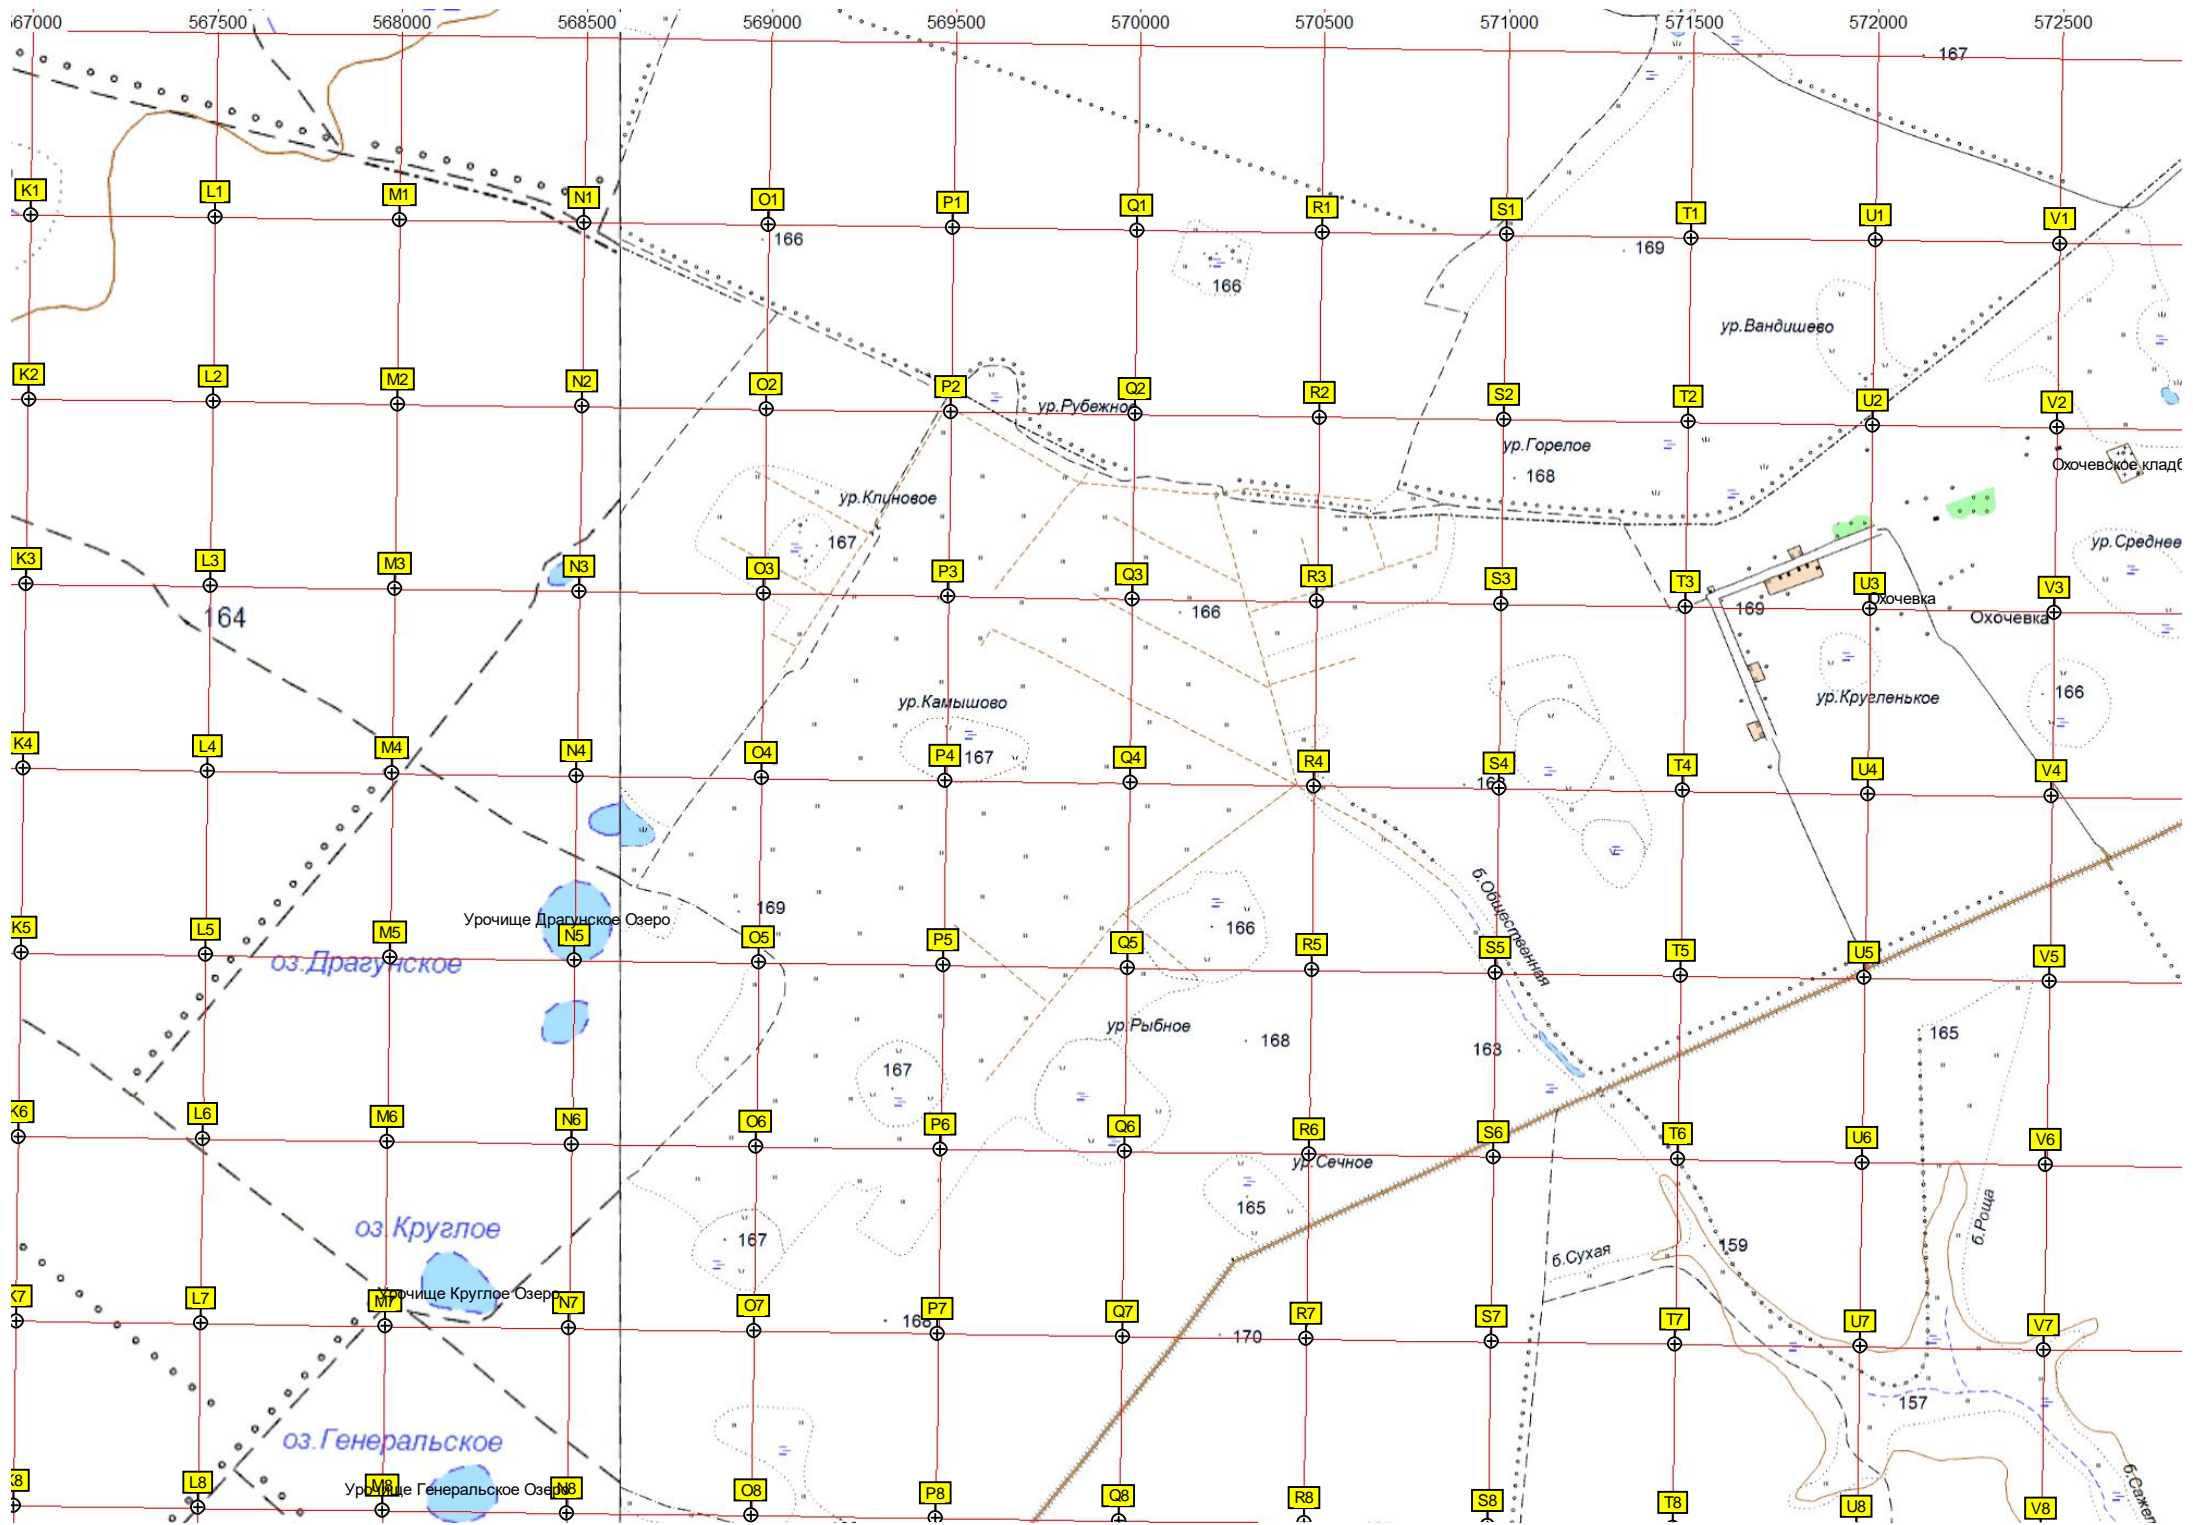 567000 567500 568000 568500 569000 569500 570000 570500 571000 571500 572000 572500
167
K1 L1 M1 N1 O1 P1 Q1 R1 S1 T1 U1 V1
166 169
166
ур.Вандишево
K2 L2 M2 N2 O2 P2 Q2 R2 S2 T2 U2 V2
ур.Рубежное
ур.Горелое
168
Охочевское кладб
ур.Клиновое
167
ур.Среднее
K3 L3 M3 N3 O3 P3 Q3 R3 S3 T3 U3 V3
Охочевка
164 166 169
Охочевка
166
ур.Кругленькое
ур.Камышово
K4 L4 M4 N4 O4 P4 Q4 R4 S4 T4 U4 V4
167
б.Общественная
169
Урочище Драгунское Озеро
166
K5 L5 M5 N5 O5 P5 Q5 R5 S5 T5 U5 V5
оз.Драгунское
ур.Рыбное
165
168
163
167
K6 L6 M6 N6 O6 P6 Q6 R6 S6 T6 U6 V6
ур.Сечное
165
б.Роща
оз.Круглое
167
б.Сухая
159
Урочище Круглое Озеро
K7 L7 M7 N7 O7 P7 Q7 R7 S7 T7 U7 V7
168
170
157
оз.Генеральское
Урочище Генеральское Озеро
K8 L8 M8 N8 O8 P8 Q8 R8 S8 T8 U8 V8